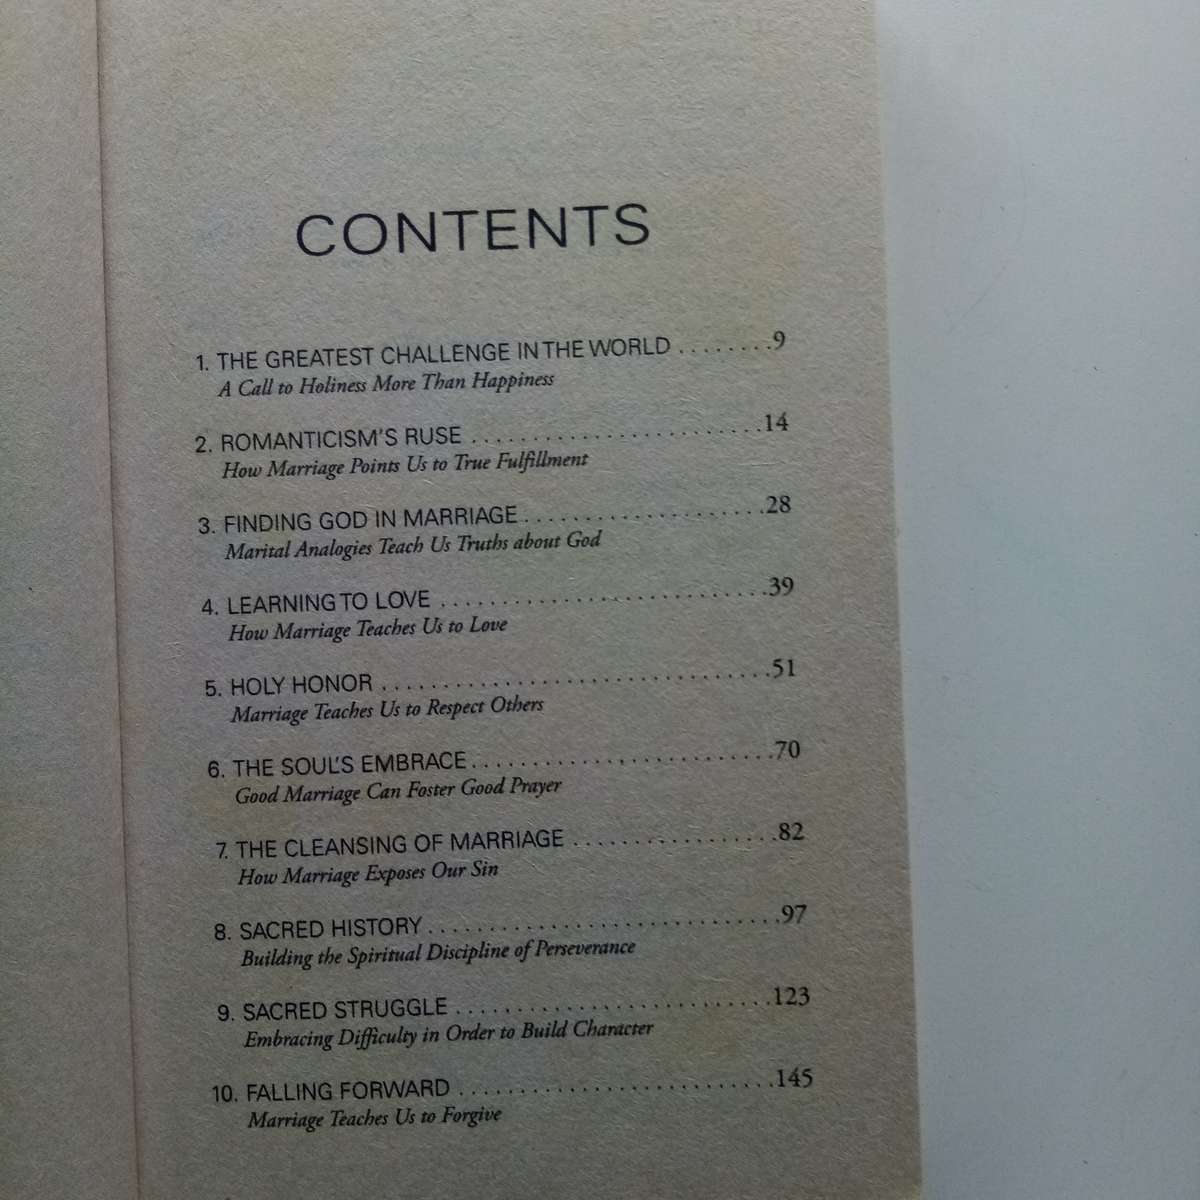 CONTENTS
1. THE GREATEST CHALLENGE IN THE WORLD ........9
A Call to Holiness More Than Happiness
2. ROMANTICISM'S RUSE ........................14
How Marriage Points Us to True Fulfillment
3. FINDING GOD IN MARRIAGE....................28
Marital Analogies Teach Us Truths about God
4. LEARNING TO LOVE ...........................39
How Marriage Teaches Us to Love
5. HOLY HONOR ................................51
Marriage Teaches Us to Respect Others
6. THE SOUL'S EMBRACE.........................70
Good Marriage Can Foster Good Prayer
7. THE CLEANSING OF MARRIAGE .................82
How Marriage Exposes Our Sin
8. SACRED HISTORY.............................97
Building the Spiritual Discipline of Perseverance
9. SACRED STRUGGLE ..........................123
Embracing Difficulty in Order to Build Character
10. FALLING FORWARD ..........................145
Marriage Teaches Us to Forgive